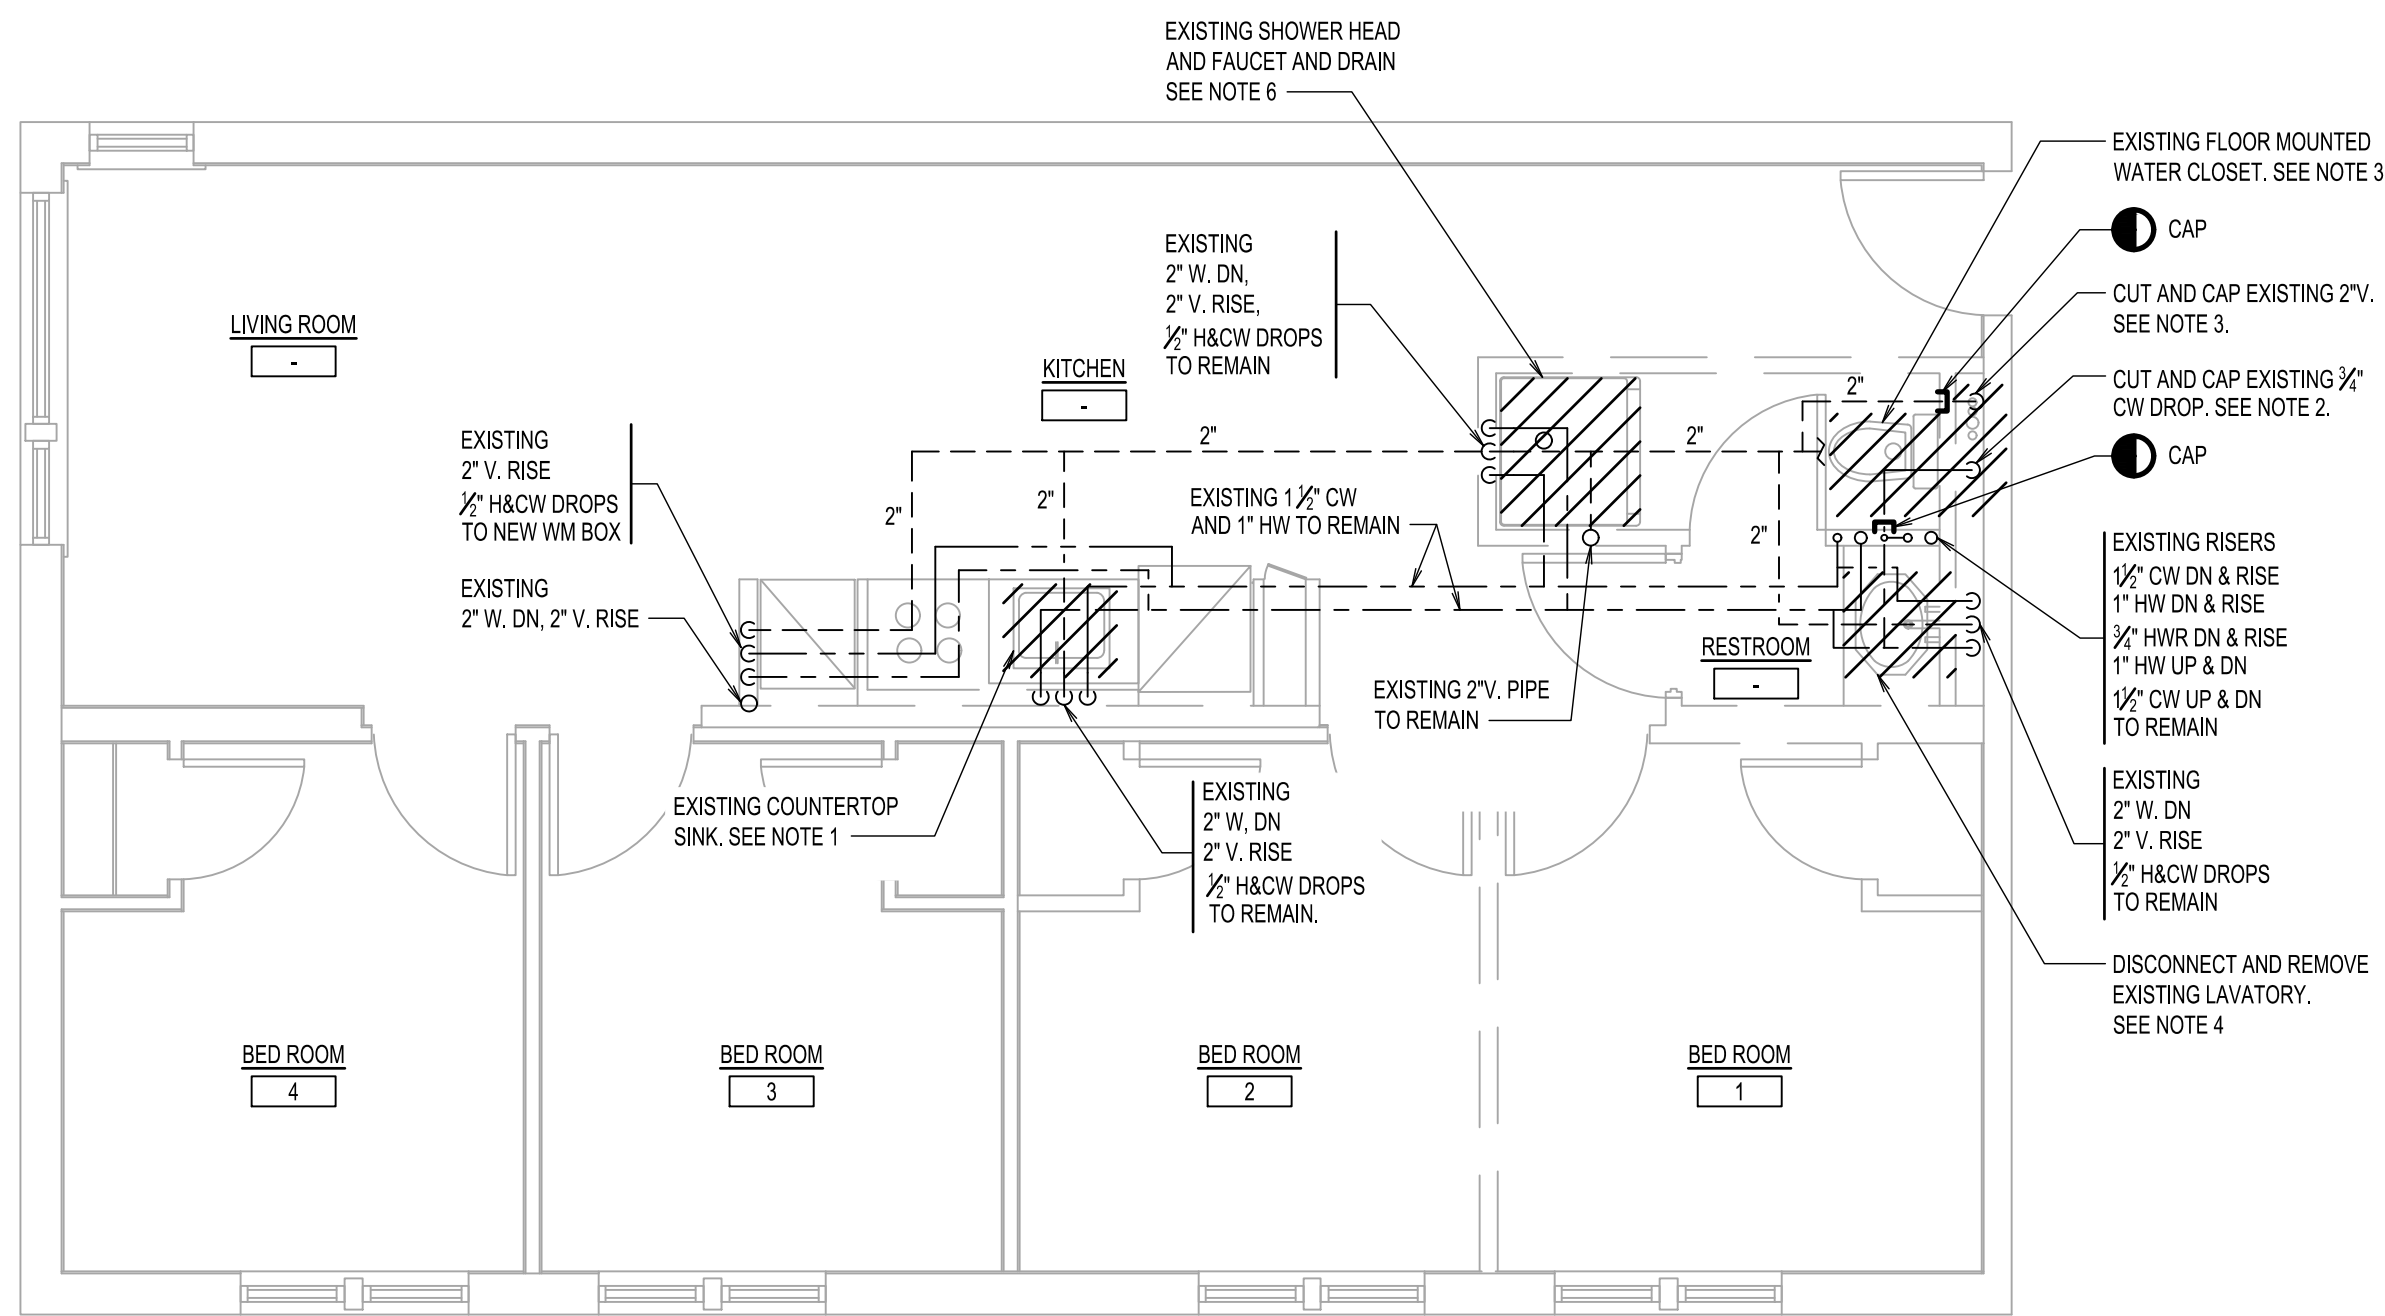 EXISTING SHOWER HEAD
AND FAUCET AND DRAIN
SEE NOTE 6
EXISTING FLOOR MOUNTED
WATER CLOSET. SEE NOTE 3
CAP
CUT AND CAP EXISTING 2"V.
SEE NOTE 3.
CUT AND CAP EXISTING 3/4"
CW DROP. SEE NOTE 2.
CAP
EXISTING
2" W. DN,
2" V. RISE,
1/2" H&CW DROPS
TO REMAIN
LIVING ROOM
-
KITCHEN
-
EXISTING
2" V. RISE
1/2" H&CW DROPS
TO NEW WM BOX
EXISTING
2" W. DN, 2" V. RISE
2"
2"
2"
2"
2"
2"
EXISTING 1 1/2" CW
AND 1" HW TO REMAIN
EXISTING RISERS
1 1/2" CW DN & RISE
1" HW DN & RISE
3/4" HWR DN & RISE
1" HW UP & DN
1 1/2" CW UP & DN
TO REMAIN
RESTROOM
-
EXISTING 2"V. PIPE
TO REMAIN
EXISTING COUNTERTOP
SINK. SEE NOTE 1
EXISTING
2" W, DN
2" V. RISE
1/2" H&CW DROPS
TO REMAIN.
EXISTING
2" W. DN
2" V. RISE
1/2" H&CW DROPS
TO REMAIN
DISCONNECT AND REMOVE
EXISTING LAVATORY.
SEE NOTE 4
BED ROOM
4
BED ROOM
3
BED ROOM
2
BED ROOM
1